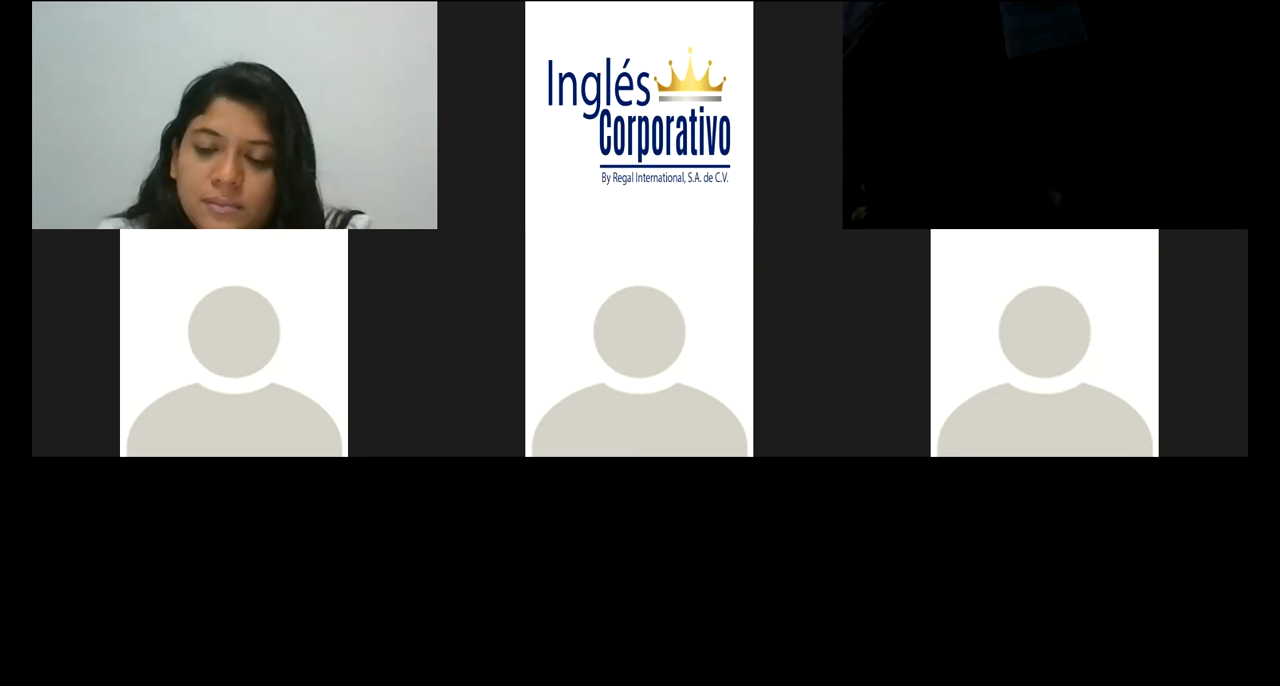 Inglés
Corporativo
By Regal International, S.A. de C.V.